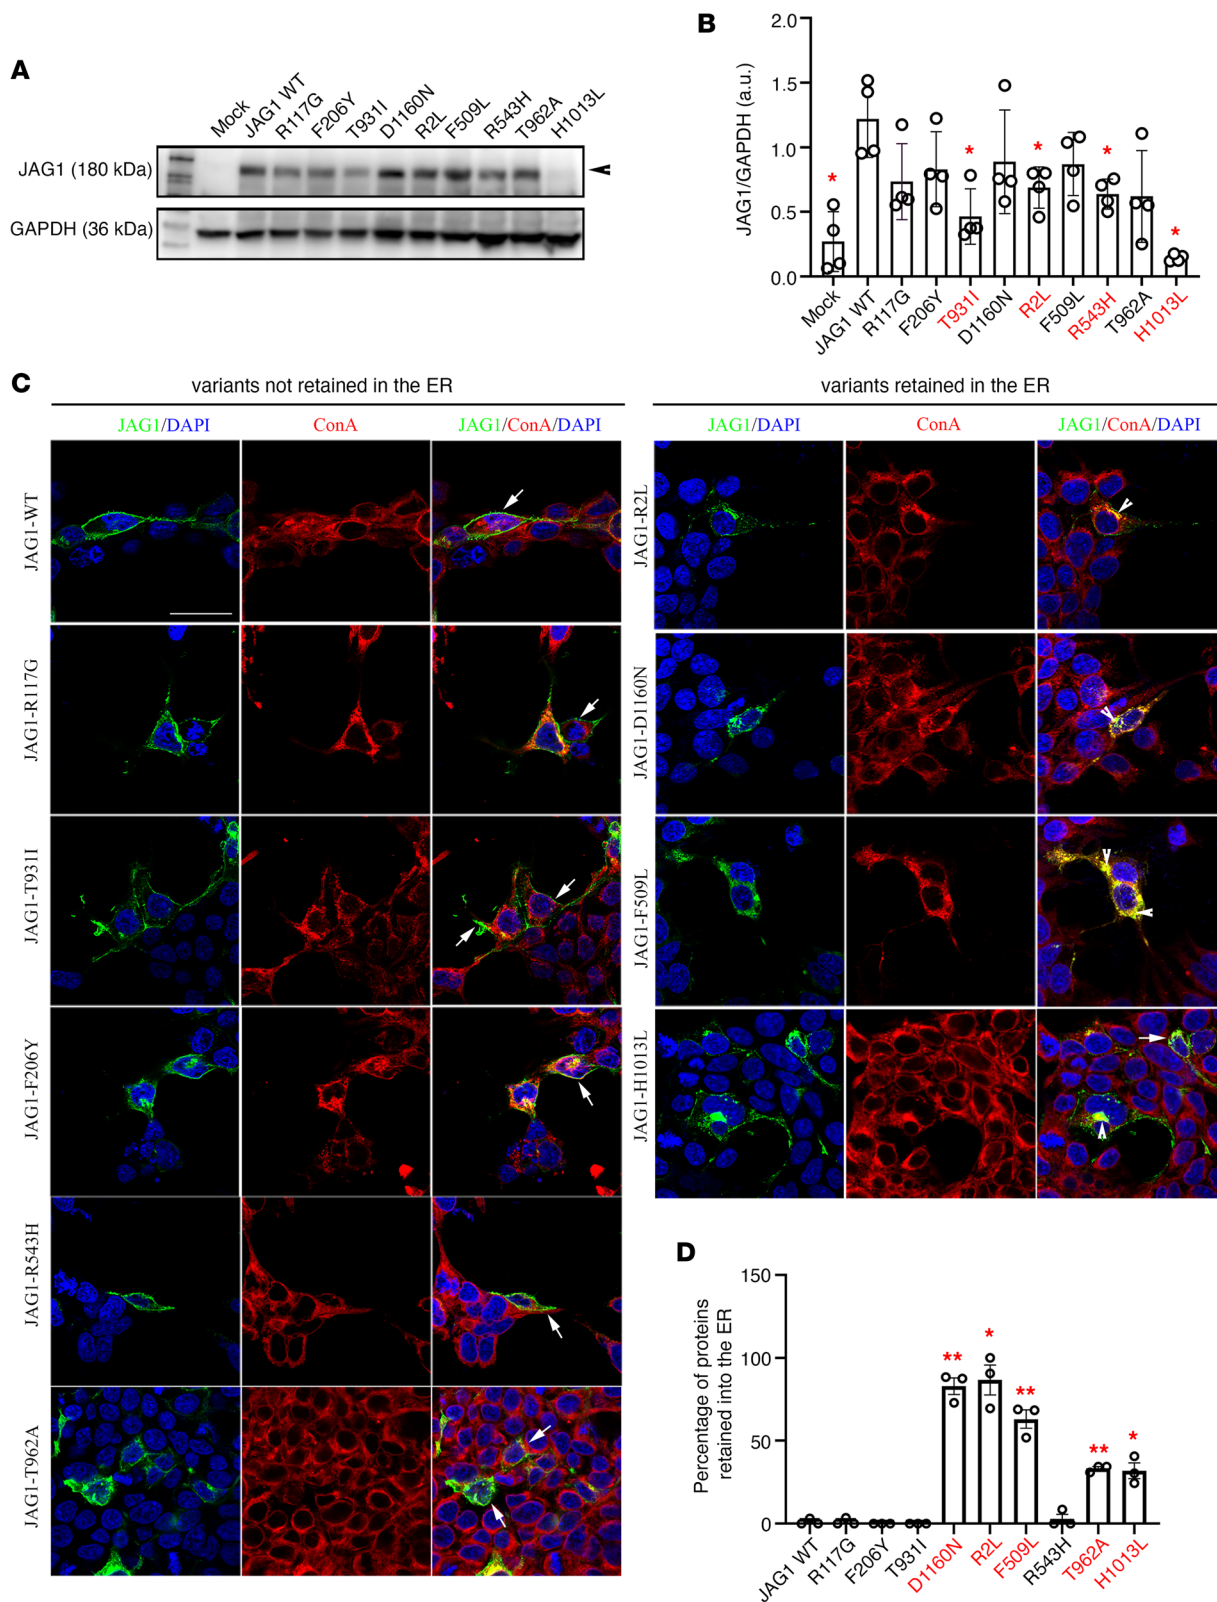 A
Mock
JAG1 WT
R117G
F206Y
T931I
D1160N
R2L
F509L
R543H
T962A
H1013L
JAG1 (180 kDa)
GAPDH (36 kDa)
B
JAG1/GAPDH (a.u.)
2.0
1.5
1.0
0.5
0.0
*
*
*
*
*
Mock
JAG1 WT
R117G
F206Y
T931I
D1160N
R2L
F509L
R543H
T962A
H1013L
C
variants not retained in the ER
JAG1/DAPI
ConA
JAG1/ConA/DAPI
JAG1-WT
JAG1-R117G
JAG1-T931I
JAG1-F206Y
JAG1-R543H
JAG1-T962A
variants retained in the ER
JAG1/DAPI
ConA
JAG1/ConA/DAPI
JAG1-R2L
JAG1-D1160N
JAG1-F509L
JAG1-H1013L
D
Percentage of proteins
retained into the ER
150
100
50
0
**
*
**
**
*
JAG1 WT
R117G
F206Y
T931I
D1160N
R2L
F509L
R543H
T962A
H1013L